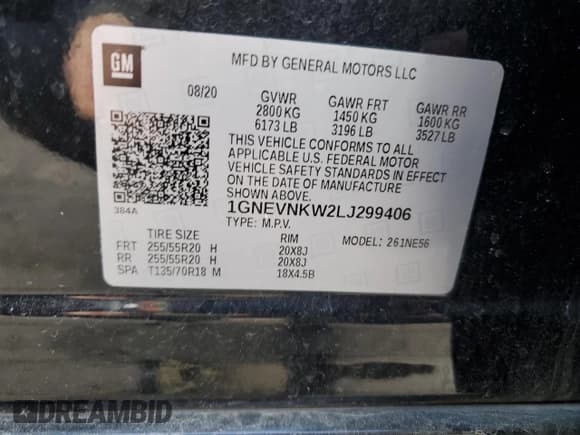 GM
MFD BY GENERAL MOTORS LLC
08/20 GVWR GAWR FRT GAWR RR
2800 KG 1450 KG 1600 KG
6173 LB 3196 LB 3527 LB
THIS VEHICLE CONFORMS TO ALL
APPLICABLE U.S. FEDERAL MOTOR
VEHICLE SAFETY STANDARDS IN EFFECT
ON THE DATE OF MANUFACTURE
SHOWN ABOVE.
384A 1GNEVNKW2LJ299406
TYPE: M.P.V. MODEL: 261NE56
TIRE SIZE RIM
FRT 255/55R20 H 20X8J
RR 255/55R20 H 20X8J
SPA T135/70R18 M 18X4.5B
DREAMBID